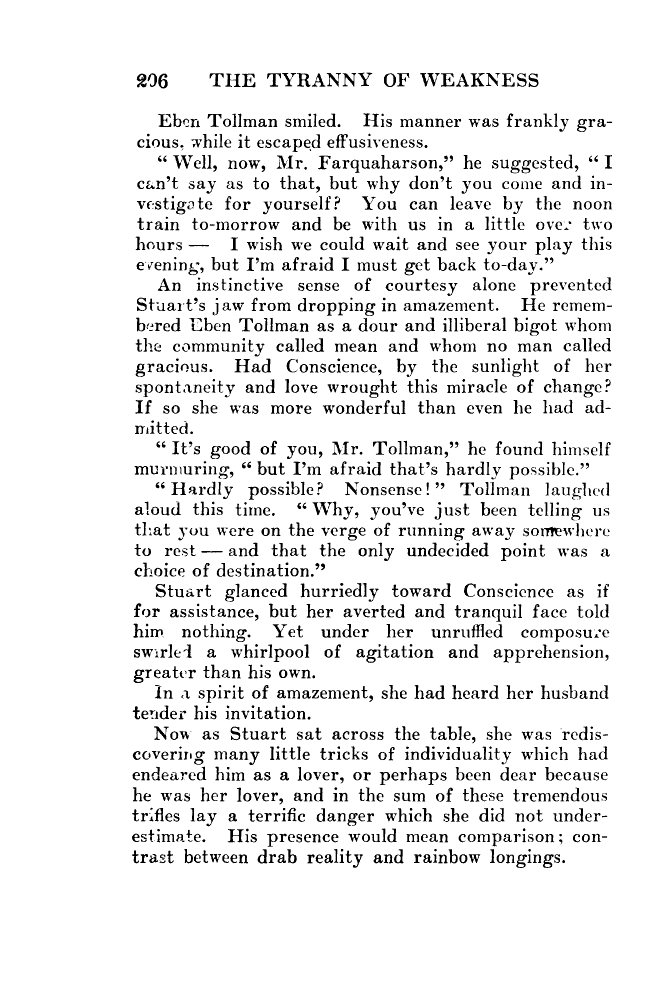 206 THE TYRANNY OF WEAKNESS
Eben Tollman smiled. His manner was frankly gra-
cious, while it escaped effusiveness.
“ Well, now, Mr. Farquaharson,” he suggested, “ I
can't say as to that, but why don't you come and in-
vestigate for yourself? You can leave by the noon
train to-morrow and be with us in a little over two
hours — I wish we could wait and see your play this
evening, but I'm afraid I must get back to-day.”
An instinctive sense of courtesy alone prevented
Stuart's jaw from dropping in amazement. He remem-
bered Eben Tollman as a dour and illiberal bigot whom
the community called mean and whom no man called
gracious. Had Conscience, by the sunlight of her
spontaneity and love wrought this miracle of change?
If so she was more wonderful than even he had ad-
mitted.
“ It's good of you, Mr. Tollman,” he found himself
murmuring, “ but I'm afraid that's hardly possible.”
“ Hardly possible? Nonsense! ” Tollman laughed
aloud this time. “ Why, you've just been telling us
that you were on the verge of running away somewhere
to rest — and that the only undecided point was a
choice of destination.”
Stuart glanced hurriedly toward Conscience as if
for assistance, but her averted and tranquil face told
him nothing. Yet under her unruffled composure
swirled a whirlpool of agitation and apprehension,
greater than his own.
In a spirit of amazement, she had heard her husband
tender his invitation.
Now as Stuart sat across the table, she was redis-
covering many little tricks of individuality which had
endeared him as a lover, or perhaps been dear because
he was her lover, and in the sum of these tremendous
trifles lay a terrific danger which she did not under-
estimate. His presence would mean comparison; con-
trast between drab reality and rainbow longings.